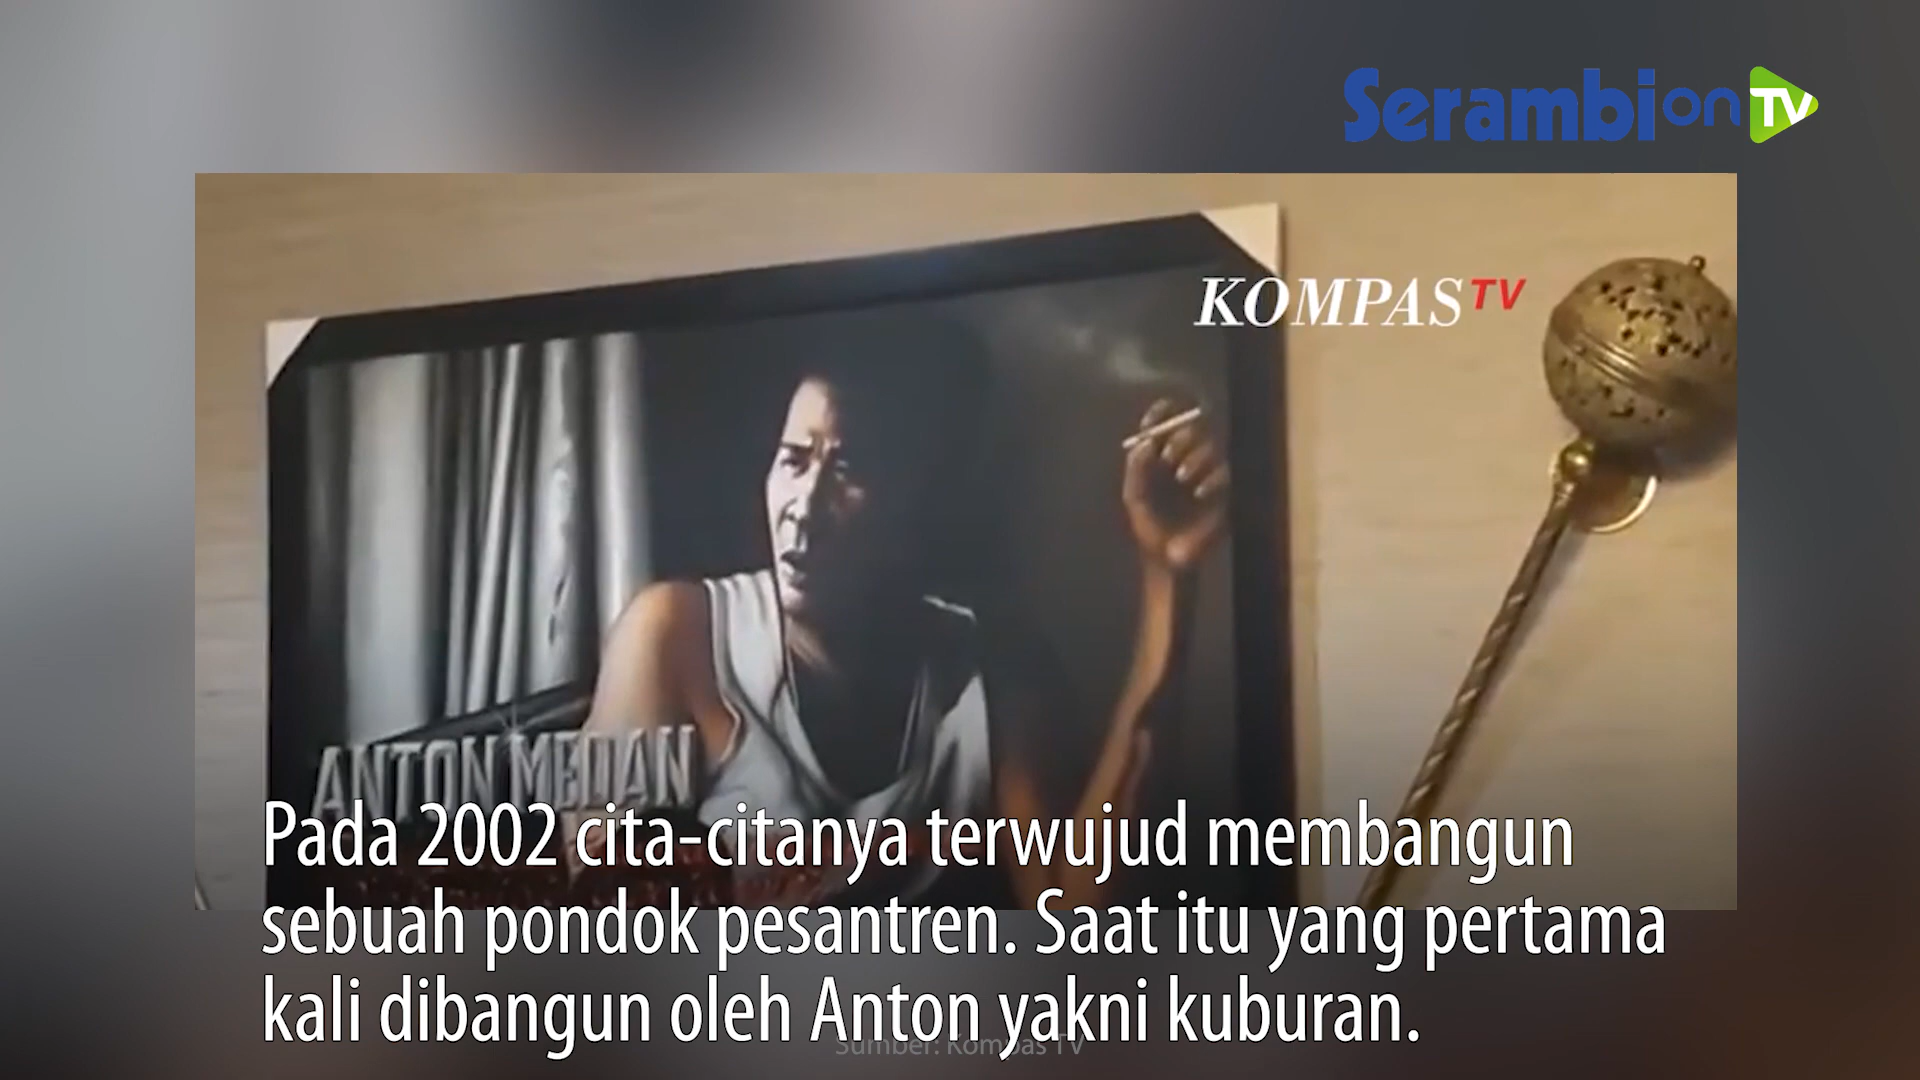 Serambi on TV
KOMPAS TV
ANTON MEDAN
Pada 2002 cita-citanya terwujud membangun
sebuah pondok pesantren. Saat itu yang pertama
kali dibangun oleh Anton yakni kuburan.
Sumber: Kompas TV